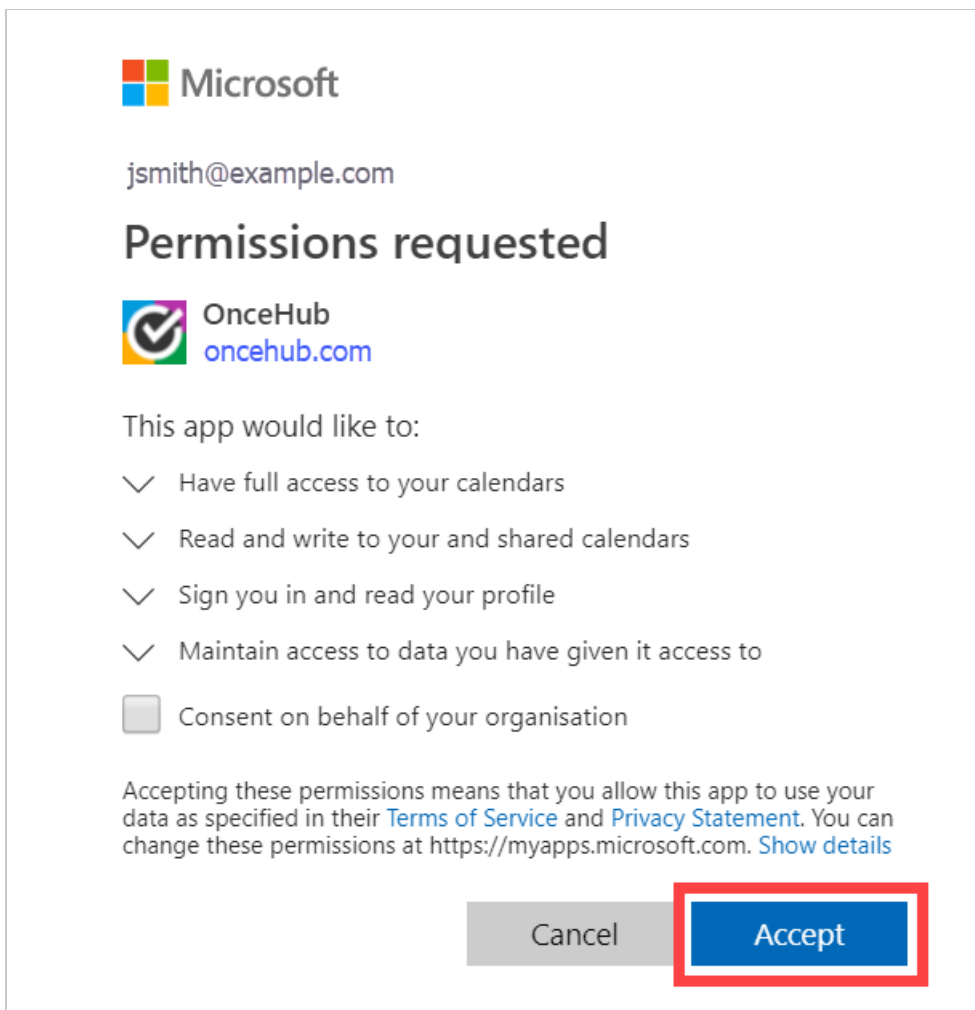 Microsoft
jsmith@example.com
Permissions requested
OnceHub
oncehub.com
This app would like to:
Have full access to your calendars
Read and write to your and shared calendars
Sign you in and read your profile
Maintain access to data you have given it access to
Consent on behalf of your organisation
Accepting these permissions means that you allow this app to use your
data as specified in their Terms of Service and Privacy Statement. You can
change these permissions at https://myapps.microsoft.com. Show details
Cancel Accept